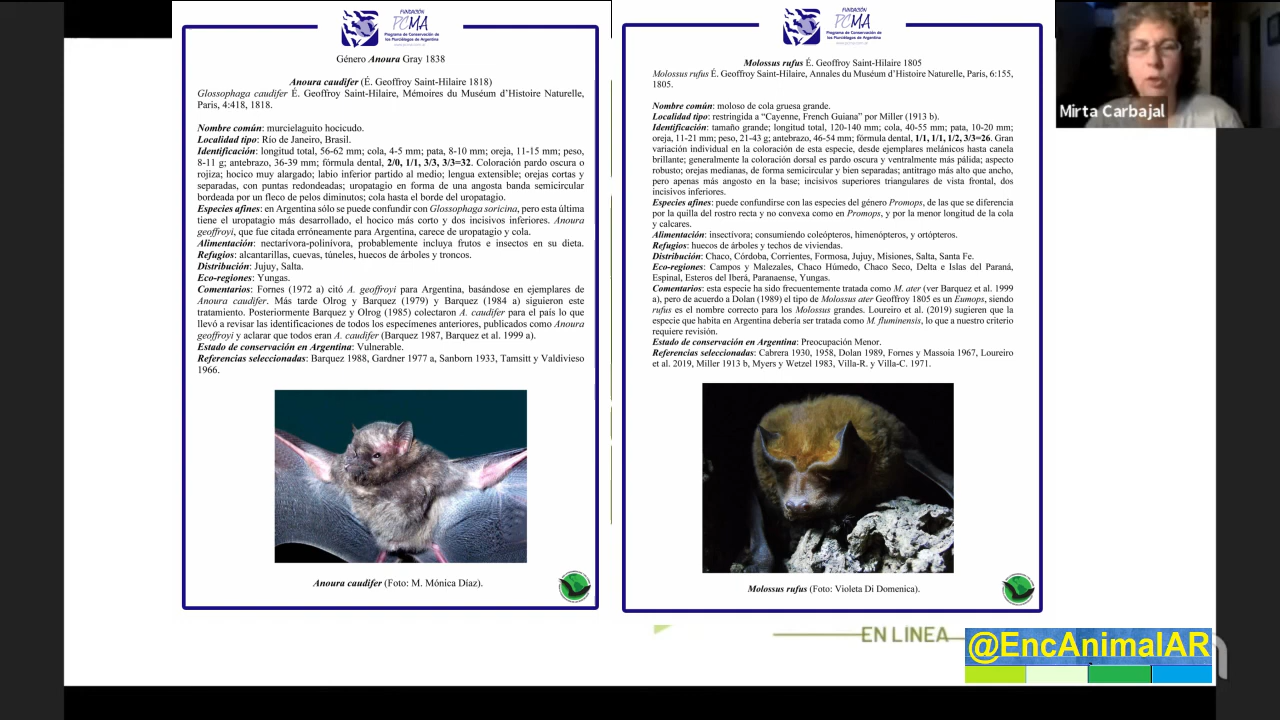 FUNDACIÓN
PCMA
Programa de Conservación de
los Murciélagos de Argentina
Género Anoura Gray 1838
Anoura caudifer (É. Geoffroy Saint-Hilaire 1818)
Glossophaga caudifer É. Geoffroy Saint-Hilaire, Mémoires du Muséum d’Histoire Naturelle,
Paris, 4:418, 1818.
Nombre común: murcielaguito hocicudo.
Localidad tipo: Río de Janeiro, Brasil.
Identificación: longitud total, 56-62 mm; cola, 4-5 mm; pata, 8-10 mm; oreja, 11-15 mm; peso,
8-11 g; antebrazo, 36-39 mm; fórmula dental, 2/0, 1/1, 3/3, 3/3=32. Coloración pardo oscura o
rojiza; hocico muy alargado; labio inferior partido al medio; lengua extensible; orejas cortas y
separadas, con puntas redondeadas; uropatagio en forma de una angosta banda semicircular
bordeada por un fleco de pelos diminutos; cola hasta el borde del uropatagio.
Especies afines: en Argentina sólo se puede confundir con Glossophaga soricina, pero esta última
tiene el uropatagio más desarrollado, el hocico más corto y dos incisivos inferiores. Anoura
geoffroyi, que fue citada erróneamente para Argentina, carece de uropatagio y cola.
Alimentación: nectarívora-polinívora, probablemente incluya frutos e insectos en su dieta.
Refugios: alcantarillas, cuevas, túneles, huecos de árboles y troncos.
Distribución: Jujuy, Salta.
Eco-regiones: Yungas.
Comentarios: Fornes (1972 a) citó A. geoffroyi para Argentina, basándose en ejemplares de
Anoura caudifer. Más tarde Olrog y Barquez (1979) y Barquez (1984 a) siguieron este
tratamiento. Posteriormente Barquez y Olrog (1985) colectaron A. caudifer para el país lo que
llevó a revisar las identificaciones de todos los especímenes anteriores, publicados como Anoura
geoffroyi y aclarar que todos eran A. caudifer (Barquez 1987, Barquez et al. 1999 a).
Estado de conservación en Argentina: Vulnerable.
Referencias seleccionadas: Barquez 1988, Gardner 1977 a, Sanborn 1933, Tamsitt y Valdivieso
1966.
Anoura caudifer (Foto: M. Mónica Díaz).
FUNDACIÓN
PCMA
Programa de Conservación de
los Murciélagos de Argentina
Molossus rufus É. Geoffroy Saint-Hilaire 1805
Molossus rufus É. Geoffroy Saint-Hilaire, Annales du Muséum d’Histoire Naturelle, Paris, 6:155,
1805.
Nombre común: moloso de cola gruesa grande.
Localidad tipo: restringida a “Cayenne, French Guiana” por Miller (1913 b).
Identificación: tamaño grande; longitud total, 120-140 mm; cola, 40-55 mm; pata, 10-20 mm;
oreja, 11-21 mm; peso, 21-43 g; antebrazo, 46-54 mm; fórmula dental, 1/1, 1/1, 1/2, 3/3=26. Gran
variación individual en la coloración de esta especie, desde ejemplares melánicos hasta canela
brillante; generalmente la coloración dorsal es pardo oscura y ventralmente más pálida; aspecto
robusto; orejas medianas, de forma semicircular y bien separadas; antitrago más alto que ancho,
pero apenas más angosto en la base; incisivos superiores triangulares de vista frontal, dos
incisivos inferiores.
Especies afines: puede confundirse con las especies del género Promops, de las que se diferencia
por la quilla del rostro recta y no convexa como en Promops, y por la menor longitud de la cola
y calcares.
Alimentación: insectívora; consumiendo coleópteros, himenópteros, y ortópteros.
Refugios: huecos de árboles y techos de viviendas.
Distribución: Chaco, Córdoba, Corrientes, Formosa, Jujuy, Misiones, Salta, Santa Fe.
Eco-regiones: Campos y Malezales, Chaco Húmedo, Chaco Seco, Delta e Islas del Paraná,
Espinal, Esteros del Iberá, Paranaense, Yungas.
Comentarios: esta especie ha sido frecuentemente tratada como M. ater (ver Barquez et al. 1999
a), pero de acuerdo a Dolan (1989) el tipo de Molossus ater Geoffroy 1805 es un Eumops, siendo
rufus es el nombre correcto para los Molossus grandes. Loureiro et al. (2019) sugieren que la
especie que habita en Argentina debería ser tratada como M. fluminensis, lo que a nuestro criterio
requiere revisión.
Estado de conservación en Argentina: Preocupación Menor.
Referencias seleccionadas: Cabrera 1930, 1958, Dolan 1989, Fornes y Massoia 1967, Loureiro
et al. 2019, Miller 1913 b, Myers y Wetzel 1983, Villa-R. y Villa-C. 1971.
Molossus rufus (Foto: Violeta Di Domenica).
Mirta Carbajal
EN LINEA
@EncAnimalAR